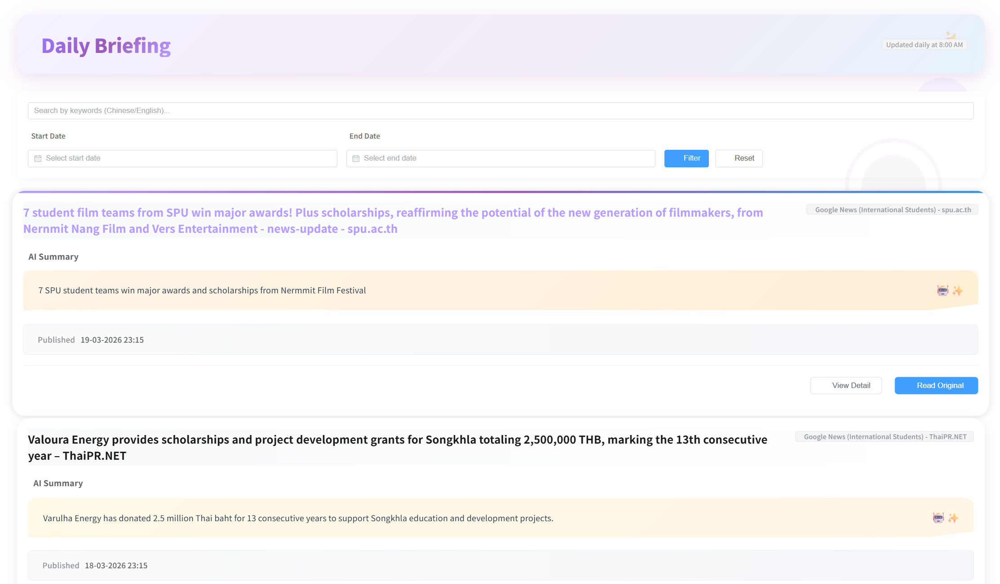 Daily Briefing
Updated daily at 8:00 AM
Search by keywords (Chinese/English)...
Start Date
End Date
Select start date
Select end date
Filter
Reset
7 student film teams from SPU win major awards! Plus scholarships, reaffirming the potential of the new generation of filmmakers, from
Nernmit Nang Film and Vers Entertainment - news-update - spu.ac.th
Google News (International Students) - spu.ac.th
AI Summary
7 SPU student teams win major awards and scholarships from Nermmit Film Festival
Published 19-03-2026 23:15
View Detail
Read Original
Valoura Energy provides scholarships and project development grants for Songkhla totaling 2,500,000 THB, marking the 13th consecutive
year – ThaiPR.NET
Google News (International Students) - ThaiPR.NET
AI Summary
Varulha Energy has donated 2.5 million Thai baht for 13 consecutive years to support Songkhla education and development projects.
Published 18-03-2026 23:15